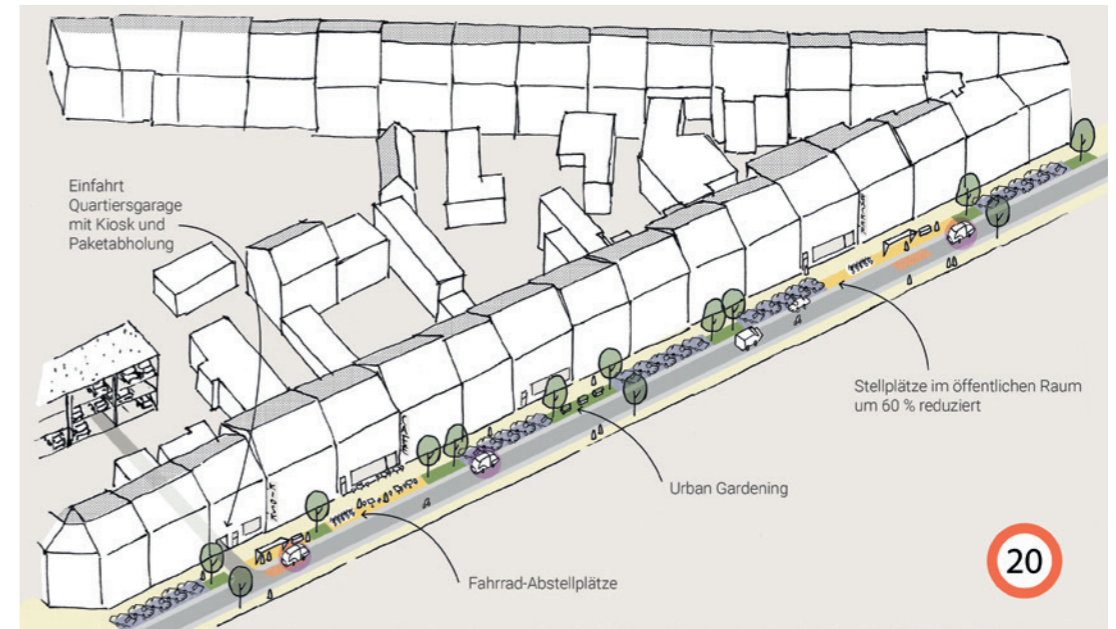 Einfahrt
Quartiersgarage
mit Kiosk und
Paketabholung
Stellplätze im öffentlichen Raum
um 60 % reduziert
Urban Gardening
Fahrrad-Abstellplätze
20